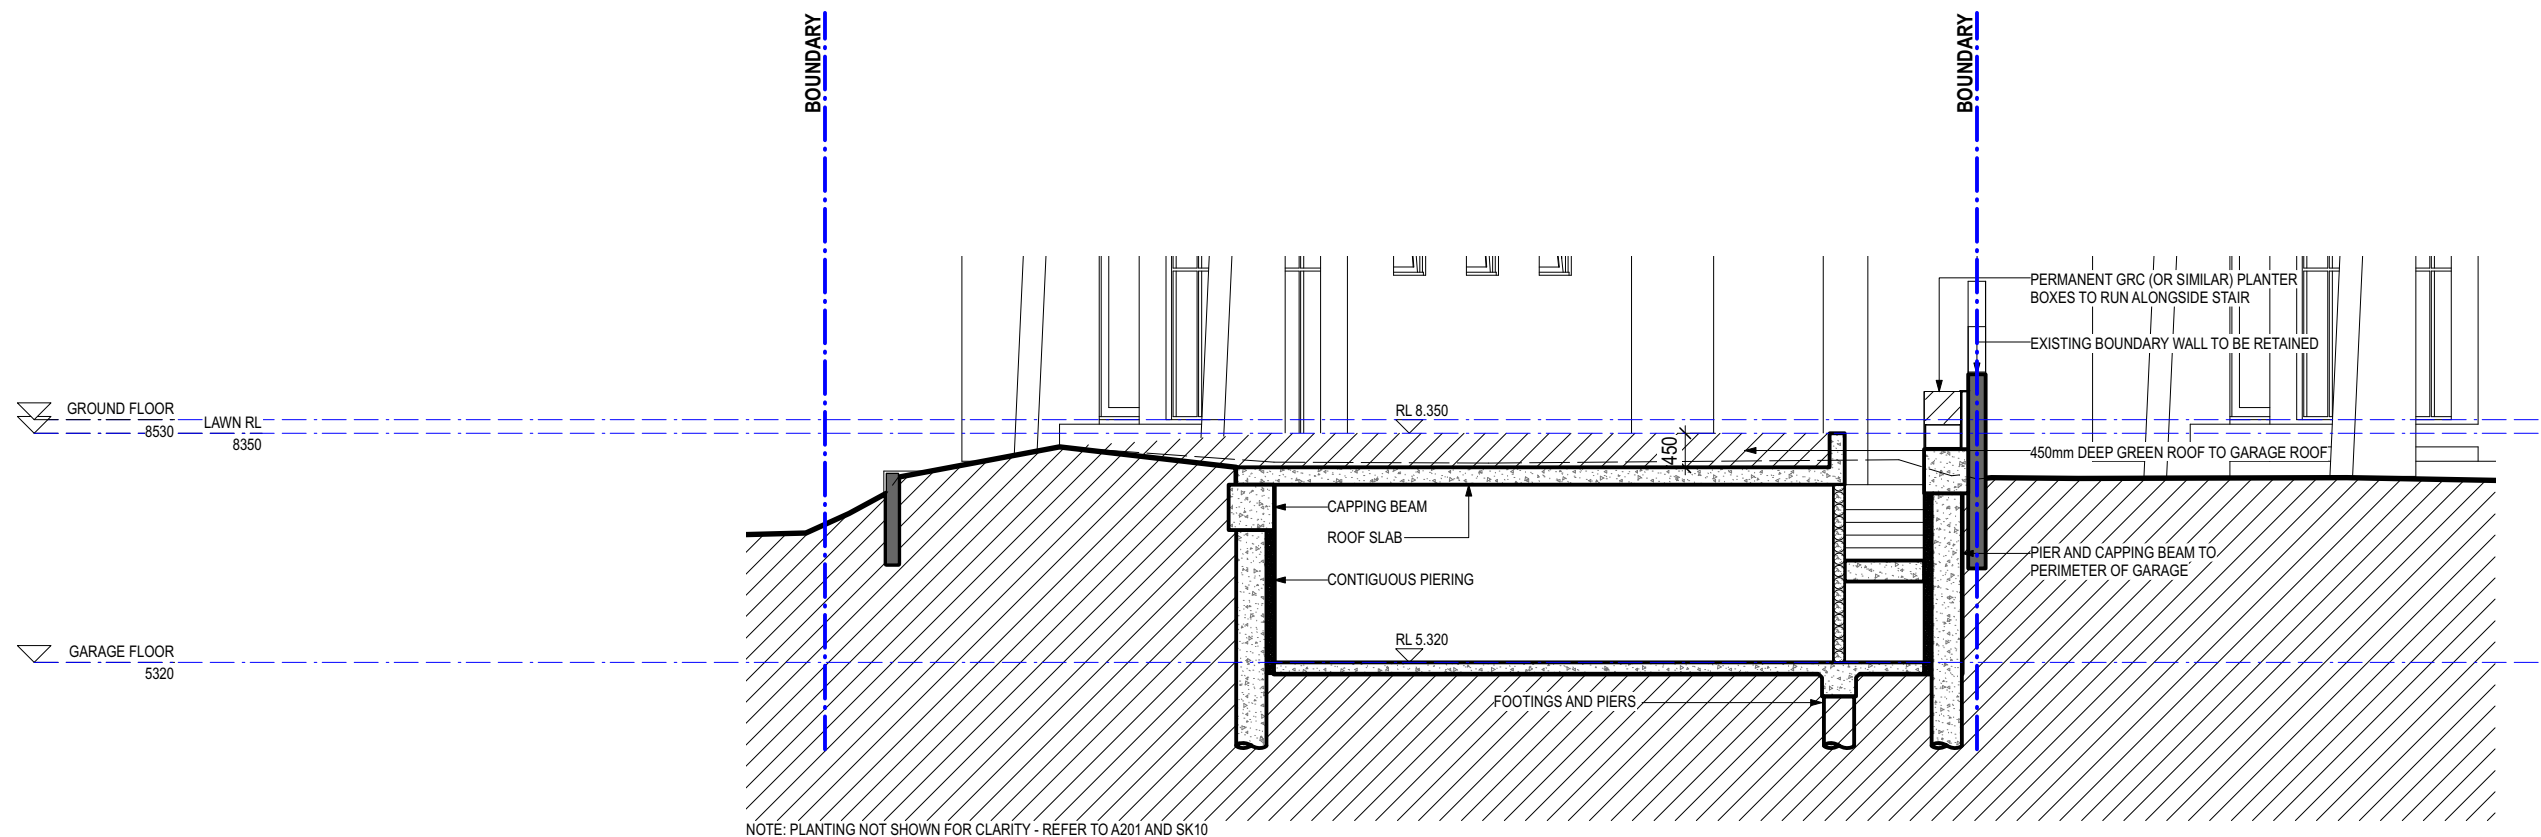 BOUNDARY
BOUNDARY
PERMANENT GRC (OR SIMILAR) PLANTER
BOXES TO RUN ALONGSIDE STAIR
EXISTING BOUNDARY WALL TO BE RETAINED
GROUND FLOOR
8530
LAWN RL
8350
RL 8.350
450
450mm DEEP GREEN ROOF TO GARAGE ROOF
CAPPING BEAM
ROOF SLAB
CONTIGUOUS PIERING
PIER AND CAPPING BEAM TO
PERIMETER OF GARAGE
RL 5.320
GARAGE FLOOR
5320
FOOTINGS AND PIERS
NOTE: PLANTING NOT SHOWN FOR CLARITY - REFER TO A201 AND SK10